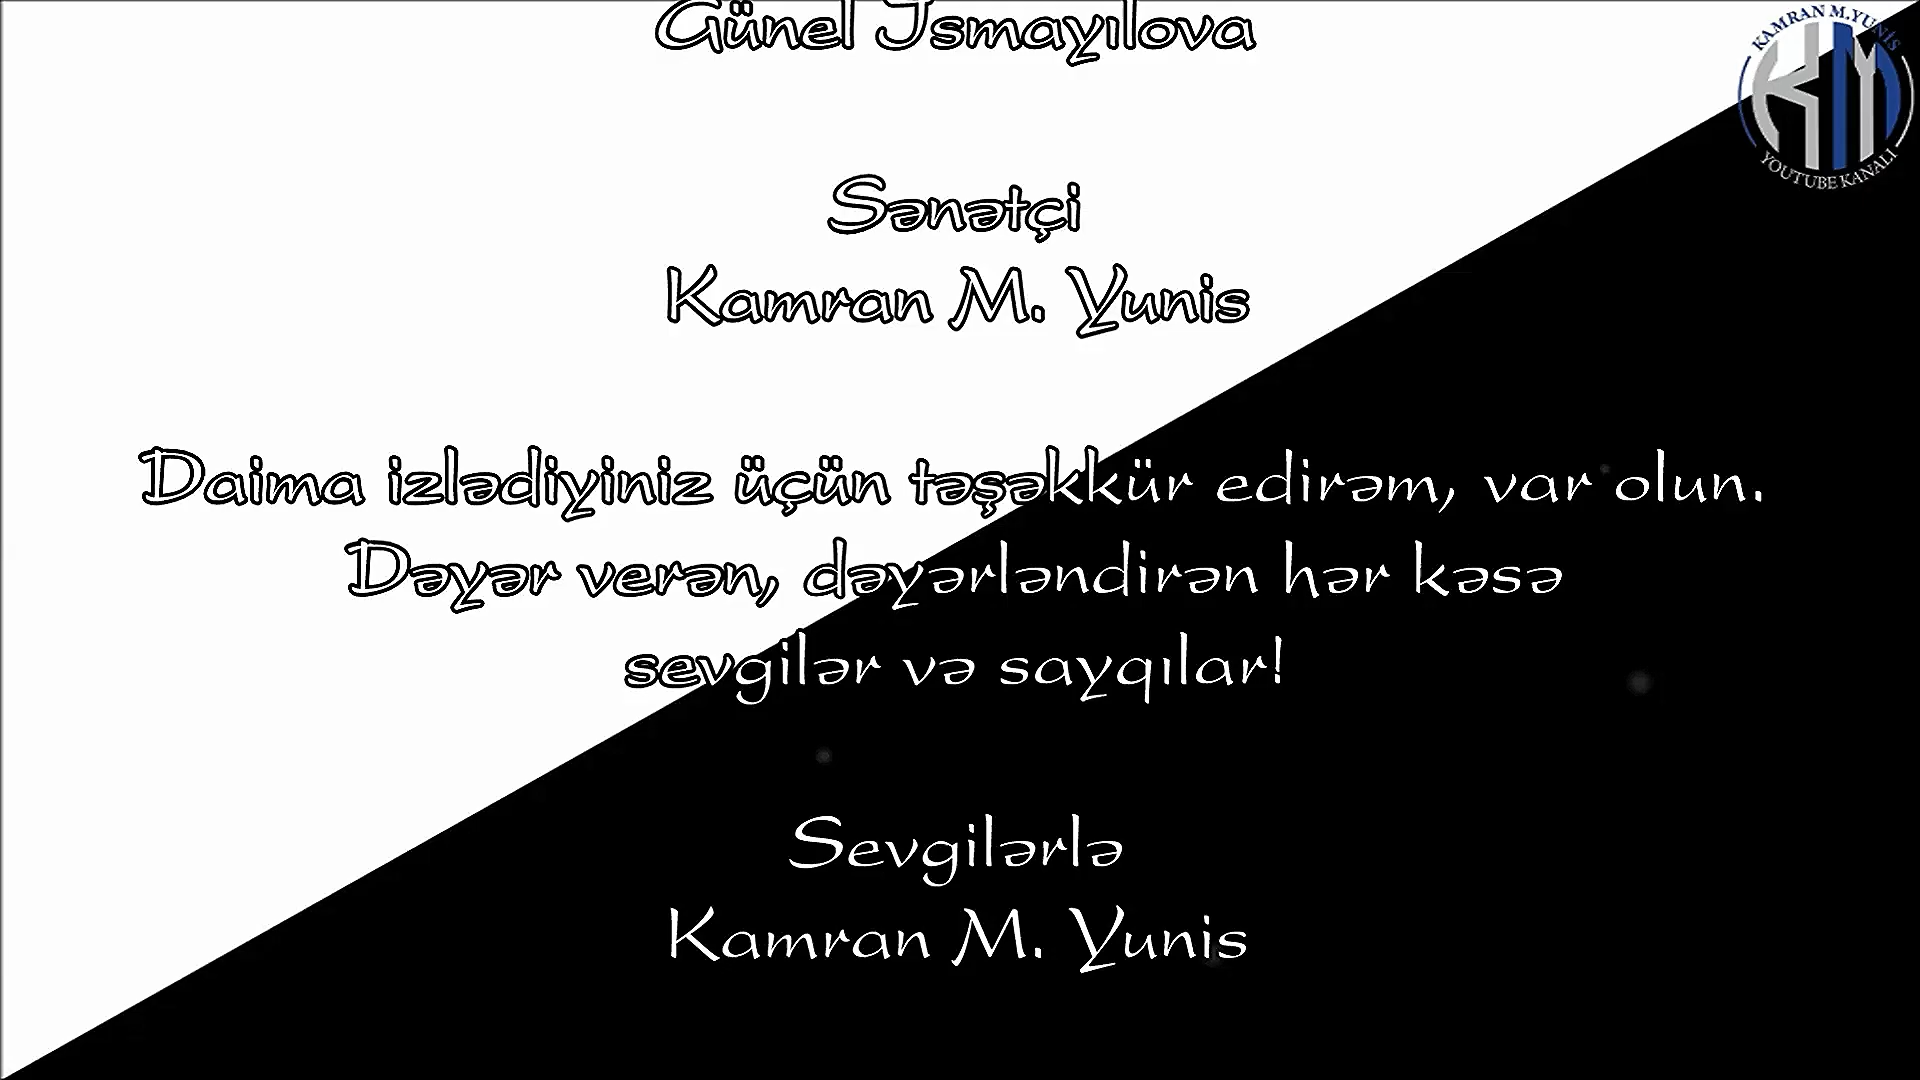 Günel İsmayılova
KAMRAN M.YUNİS
YOUTUBE KANALI
Sənətçi
Kamran M. Yunis
Daima izlədiyiniz üçün təşəkkür edirəm, var olun.
Dəyər verən, dəyərləndirən hər kəsə
sevgilər və sayqılar!
Sevgilərlə
Kamran M. Yunis